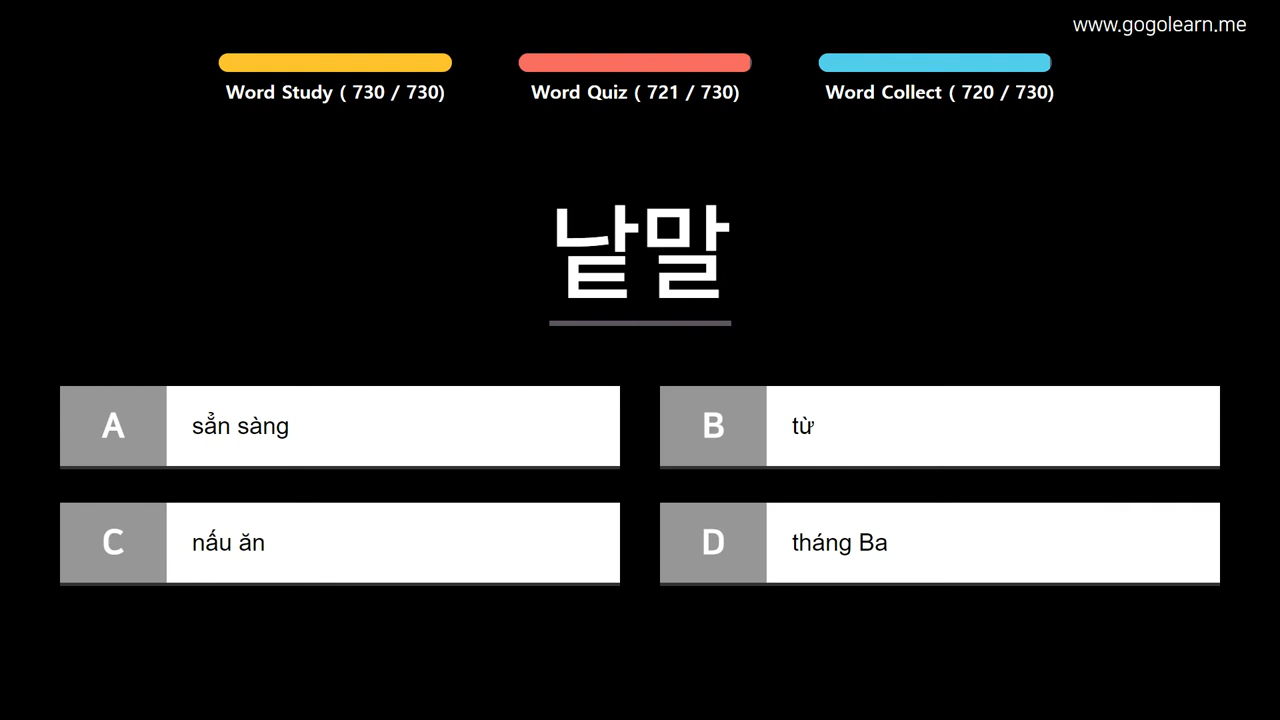 www.gogolearn.me
Word Study ( 730 / 730)
Word Quiz ( 721 / 730)
Word Collect ( 720 / 730)
낱말
A sẳn sàng
B từ
C nấu ăn
D tháng Ba